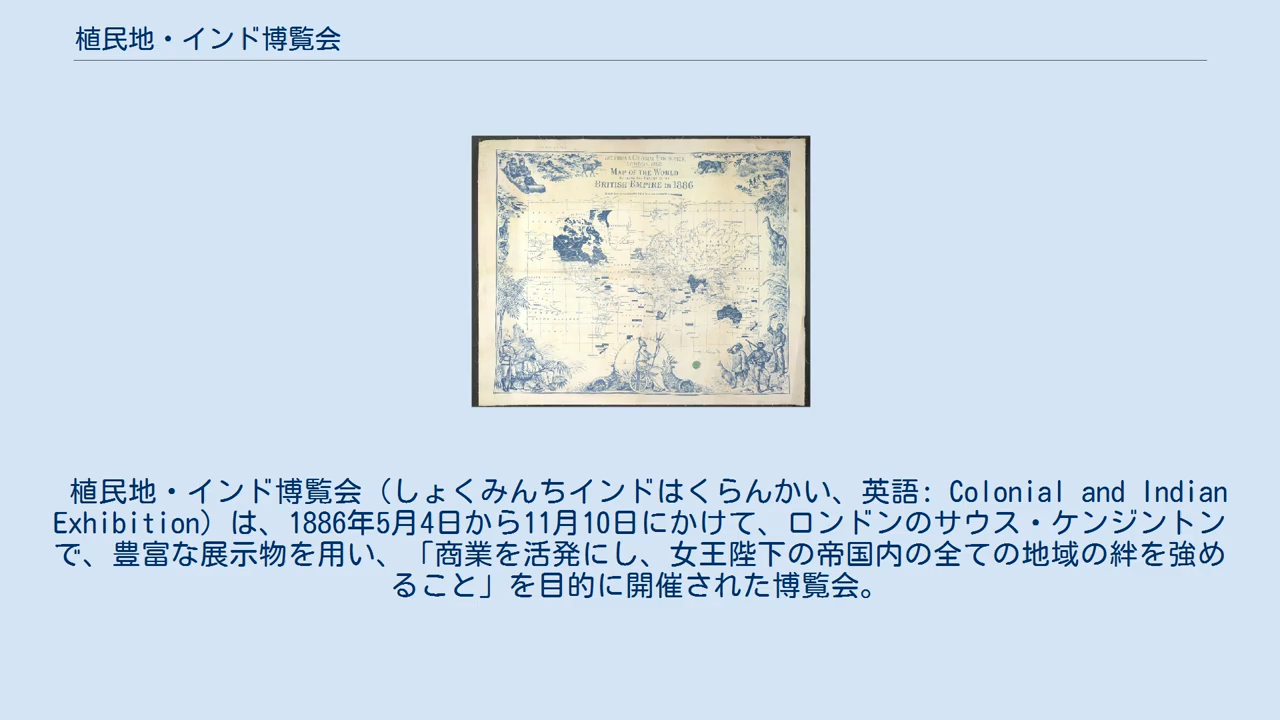 植民地・インド博覧会
MAP OF THE WORLD
BRITISH EMPIRE IN 1886
植民地・インド博覧会（しょくみんちインドはくらんかい、英語: Colonial and Indian
Exhibition）は、1886年5月4日から11月10日にかけて、ロンドンのサウス・ケンジントン
で、豊富な展示物を用い、「商業を活発にし、女王陛下の帝国内の全ての地域の絆を強め
ること」を目的に開催された博覧会。